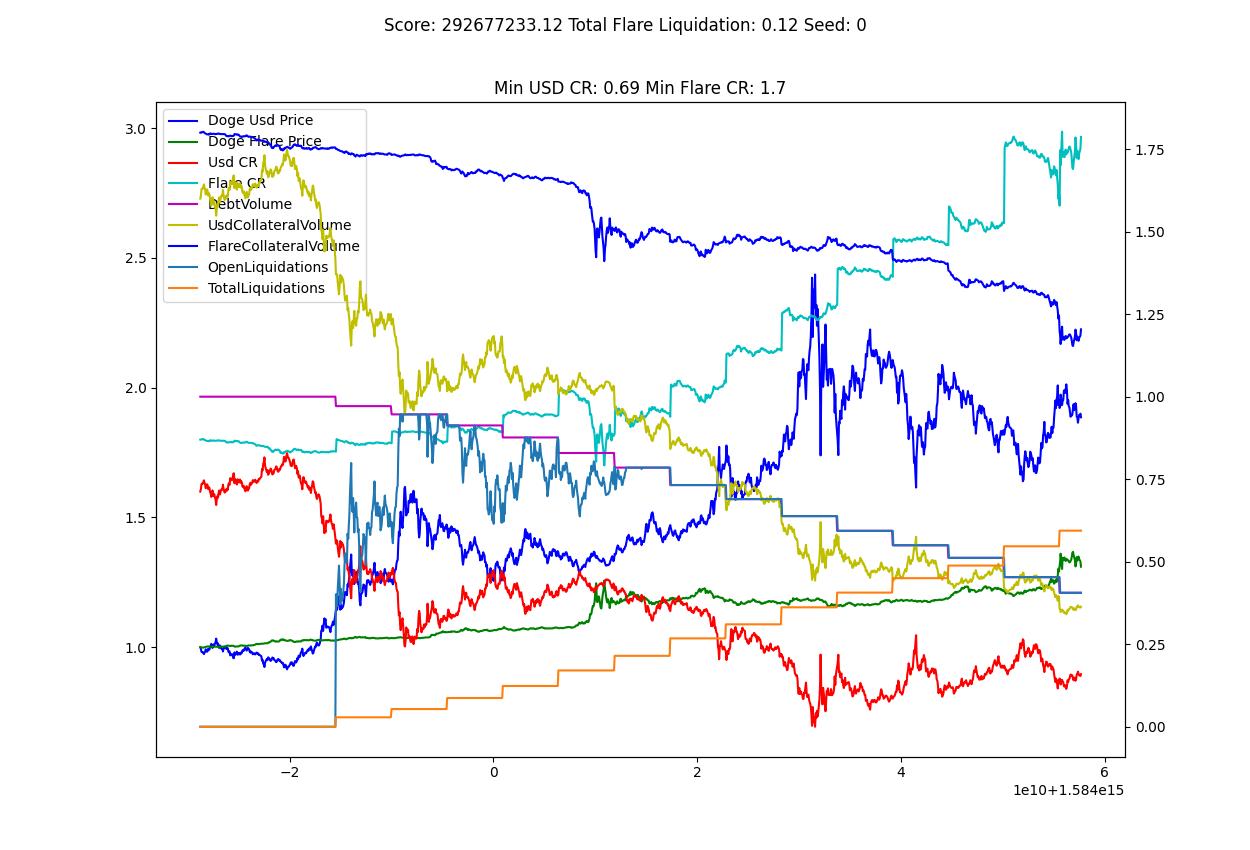 Score: 292677233.12 Total Flare Liquidation: 0.12 Seed: 0
Min USD CR: 0.69 Min Flare CR: 1.7
Doge Usd Price
Doge Flare Price
Usd CR
Flare CR
DebtVolume
UsdCollateralVolume
FlareCollateralVolume
OpenLiquidations
TotalLiquidations
3.0
2.5
2.0
1.5
1.0
1.75
1.50
1.25
1.00
0.75
0.50
0.25
0.00
−2
0
2
4
6
1e10+1.584e15